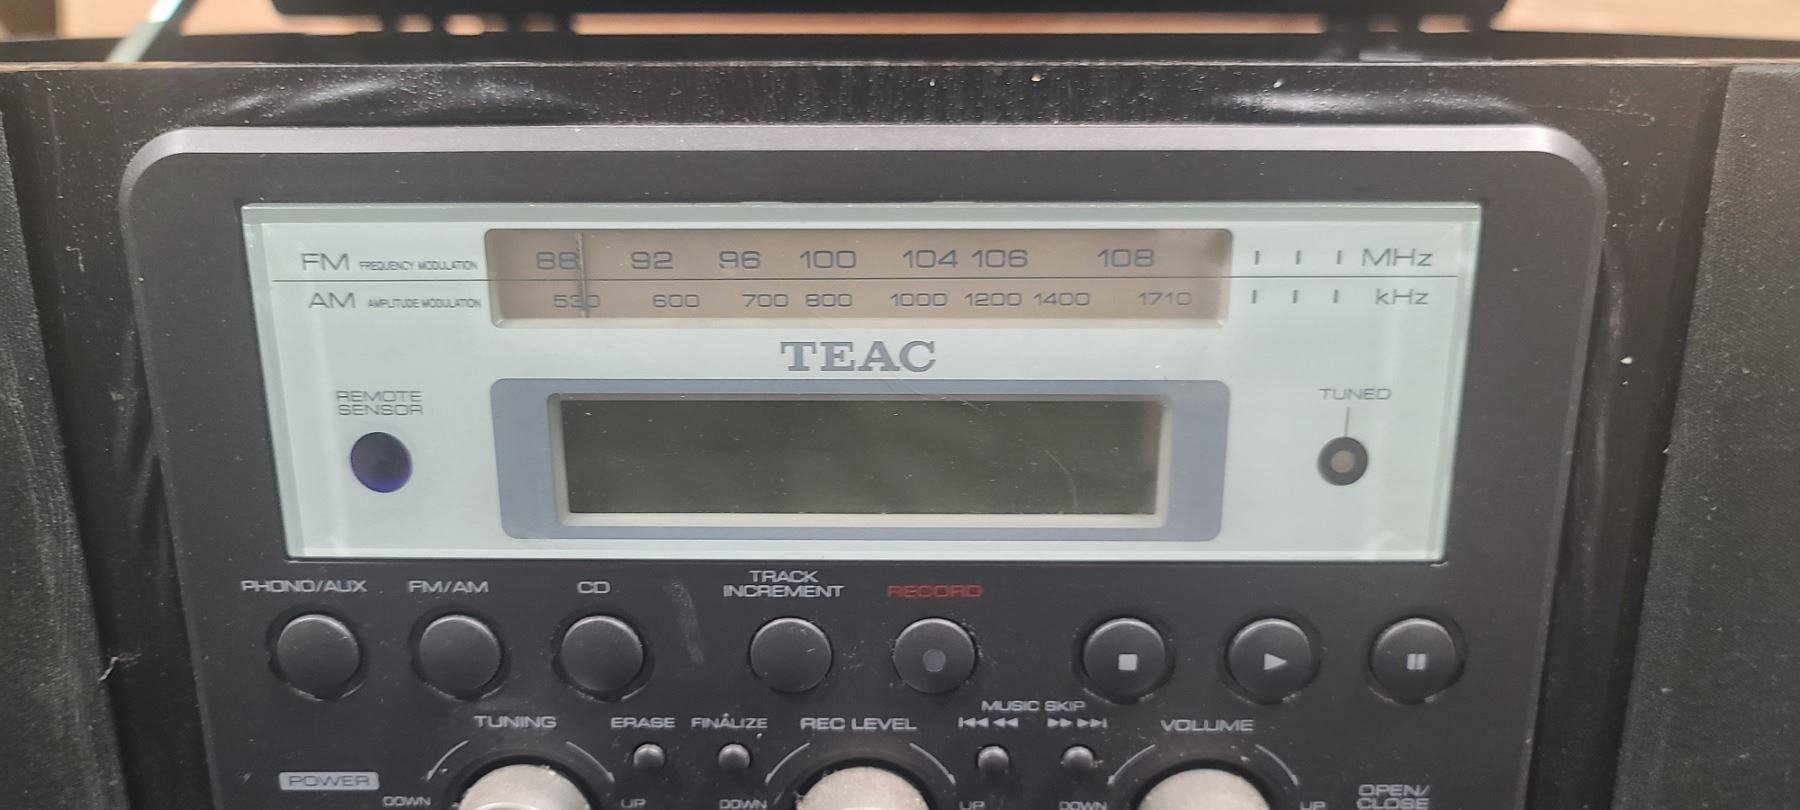 FM FREQUENCY MODULATION 88 92 96 100 104 106 108 MHz
AM AMPLITUDE MODULATION 530 600 700 800 1000 1200 1400 1710 kHz
TEAC
REMOTE
SENSOR
TUNED
PHONO/AUX FM/AM CD TRACK
INCREMENT
RECORD
TUNING ERASE FINALIZE REC LEVEL MUSIC SKIP VOLUME
POWER
DOWN UP DOWN UP DOWN UP
OPEN/
CLOSE